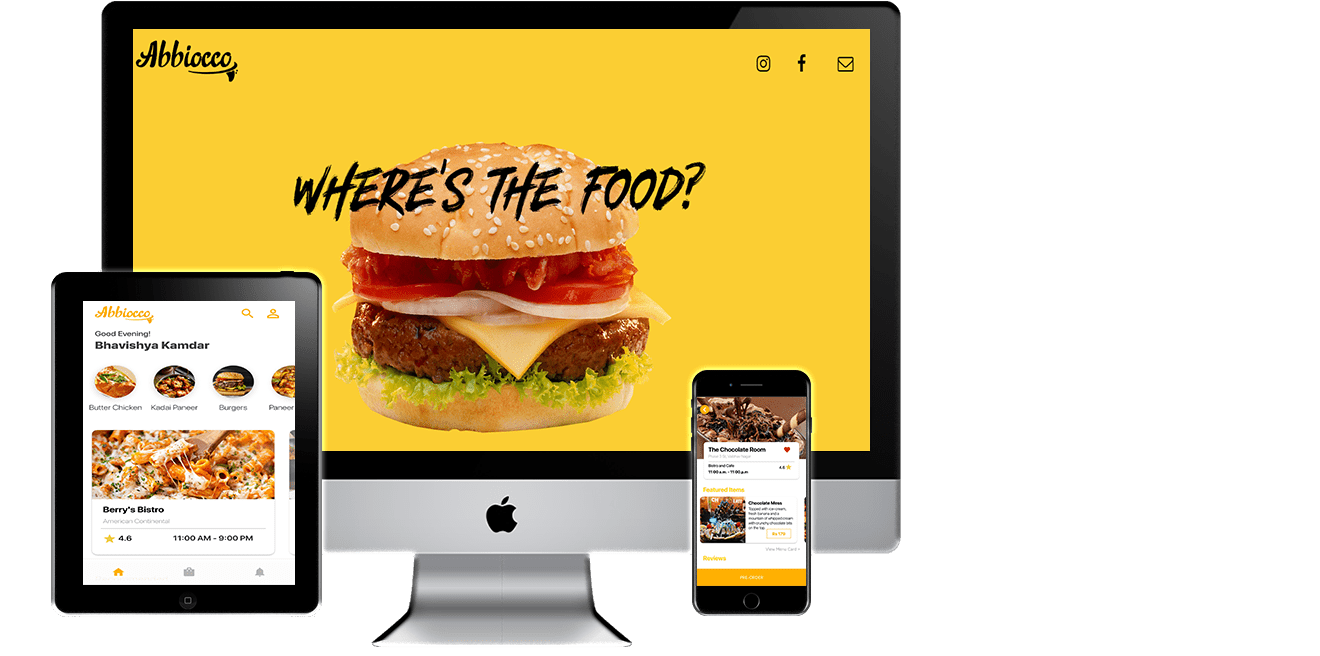 Abbiocco
WHERE'S THE FOOD?
Abbiocco
Good Evening!
Bhavishya Kamdar
Butter Chicken Kadai Paneer Burgers Paneer
Berry's Bistro
American Continental
4.6 11:00 AM - 9:00 PM
The Chocolate Room
Bistro and Cafe
4.6
11:00 a.m. - 11:00 p.m
Featured Items
Chocolate Mess
Topped with ice-cream,
fresh banana and a
mountain of whipped cream
with crunchy chocolate bits
on the top.
Rs 170
View Menu Card >
Reviews